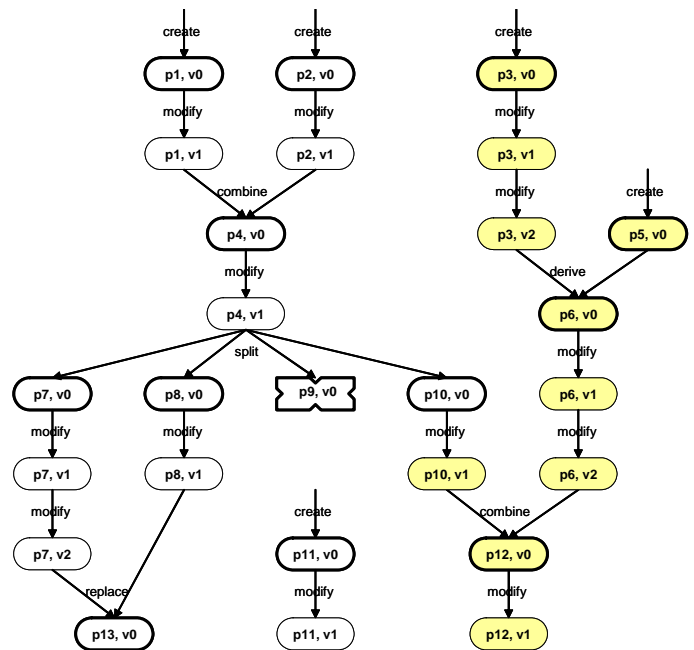 create
create
create
p1, v0
p2, v0
p3, v0
modify
modify
modify
p1, v1
p2, v1
p3, v1
combine
modify
create
p4, v0
p3, v2
p5, v0
modify
derive
p4, v1
p6, v0
split
modify
p7, v0
p8, v0
p9, v0
p10, v0
p6, v1
modify
modify
modify
modify
p7, v1
p8, v1
p10, v1
p6, v2
modify
create
combine
p7, v2
p11, v0
p12, v0
replace
modify
modify
p13, v0
p11, v1
p12, v1